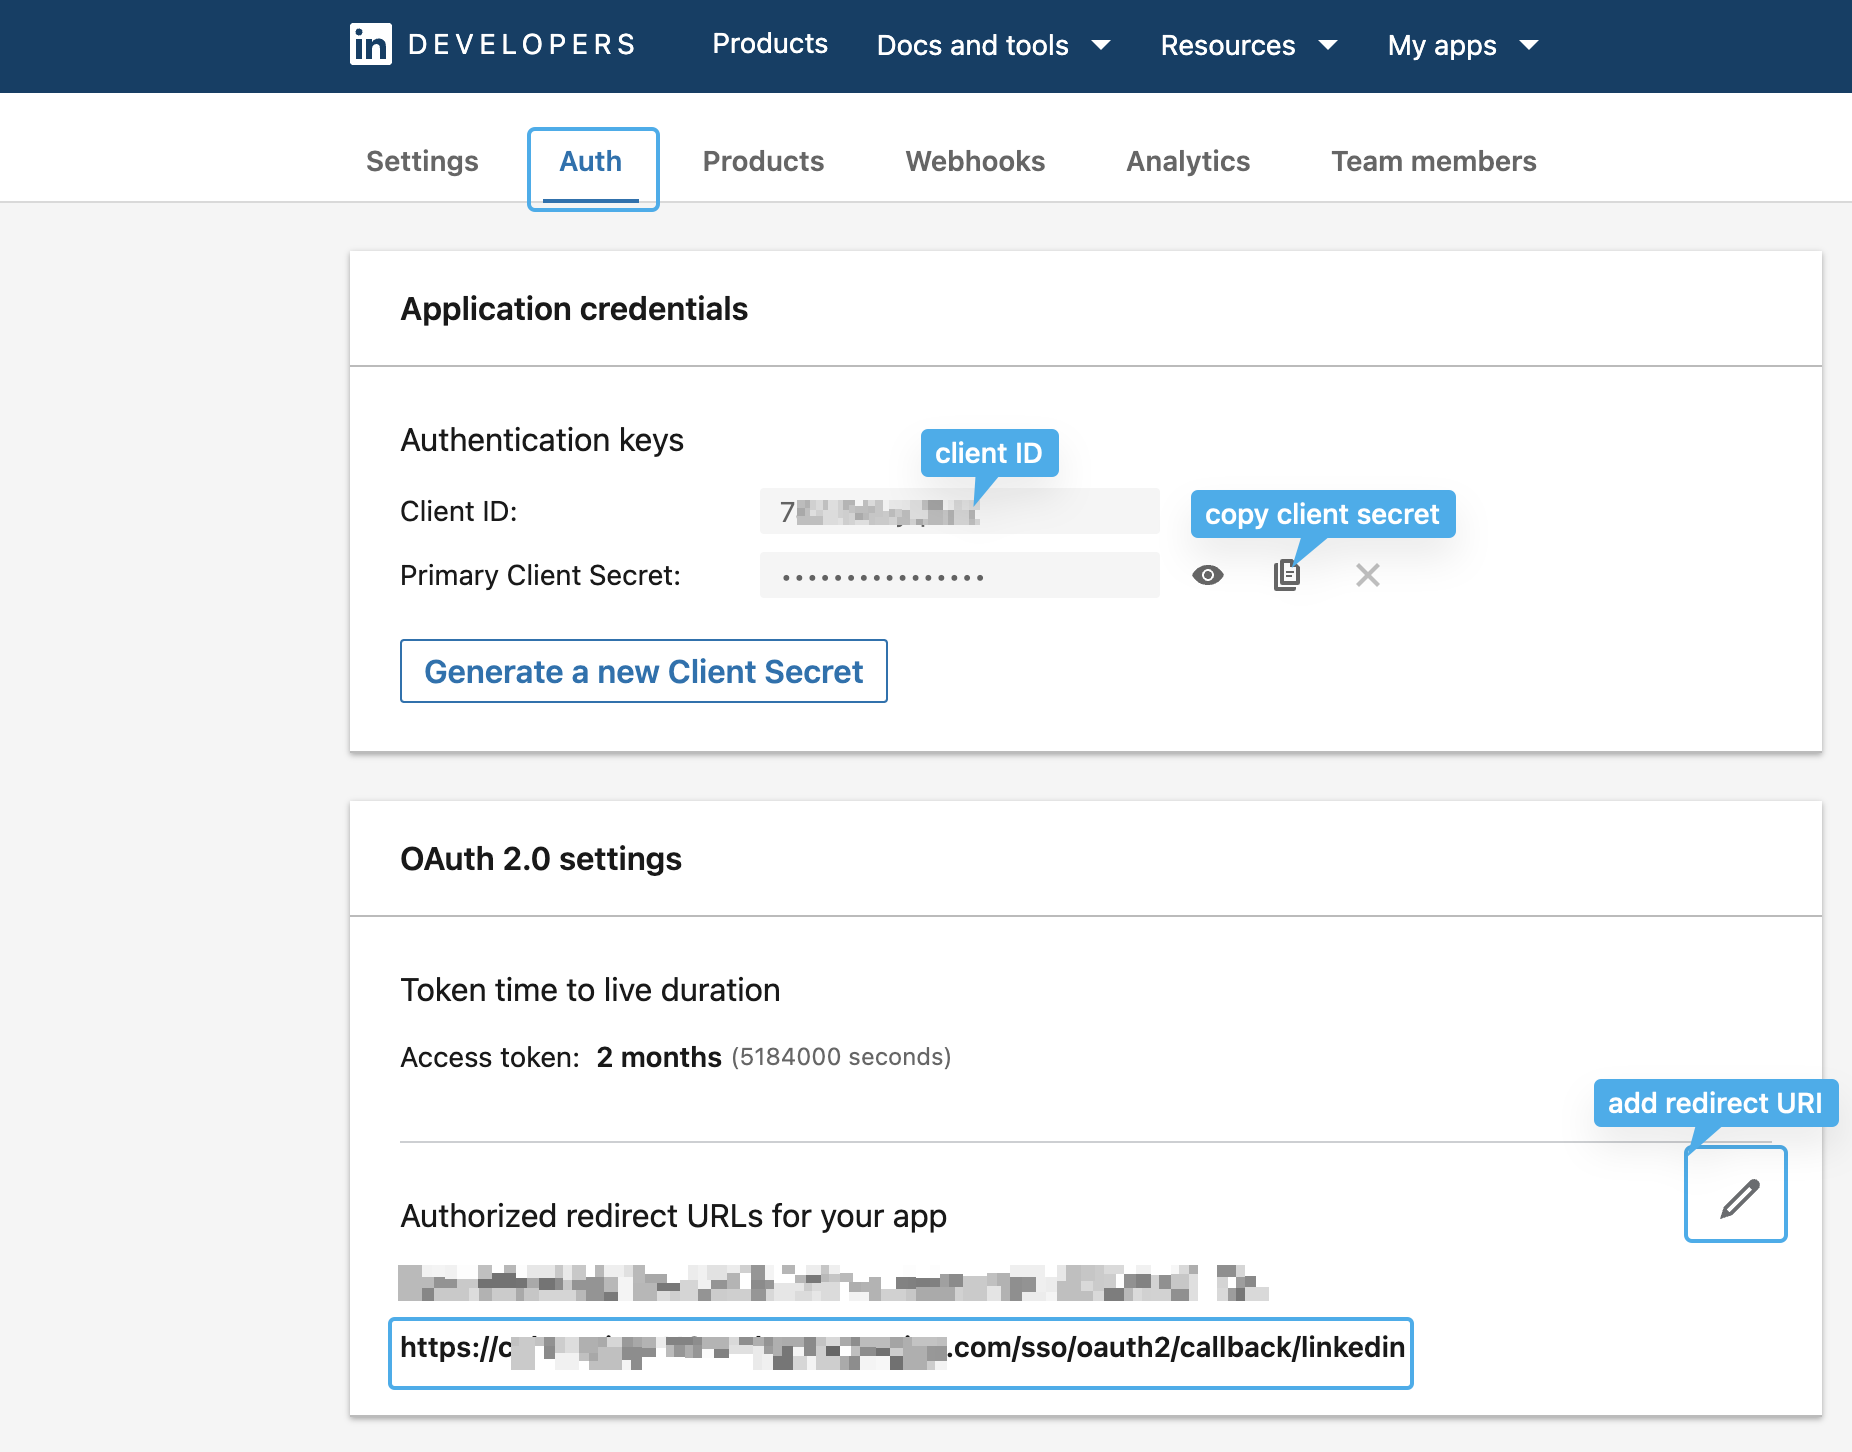 in DEVELOPERS Products Docs and tools Resources My apps
Settings Auth Products Webhooks Analytics Team members
Application credentials
Authentication keys
client ID
Client ID: 7
copy client secret
Primary Client Secret: ••••••••••••••••
Generate a new Client Secret
OAuth 2.0 settings
Token time to live duration
Access token: 2 months (5184000 seconds)
add redirect URI
Authorized redirect URLs for your app
https://c .com/sso/oauth2/callback/linkedin